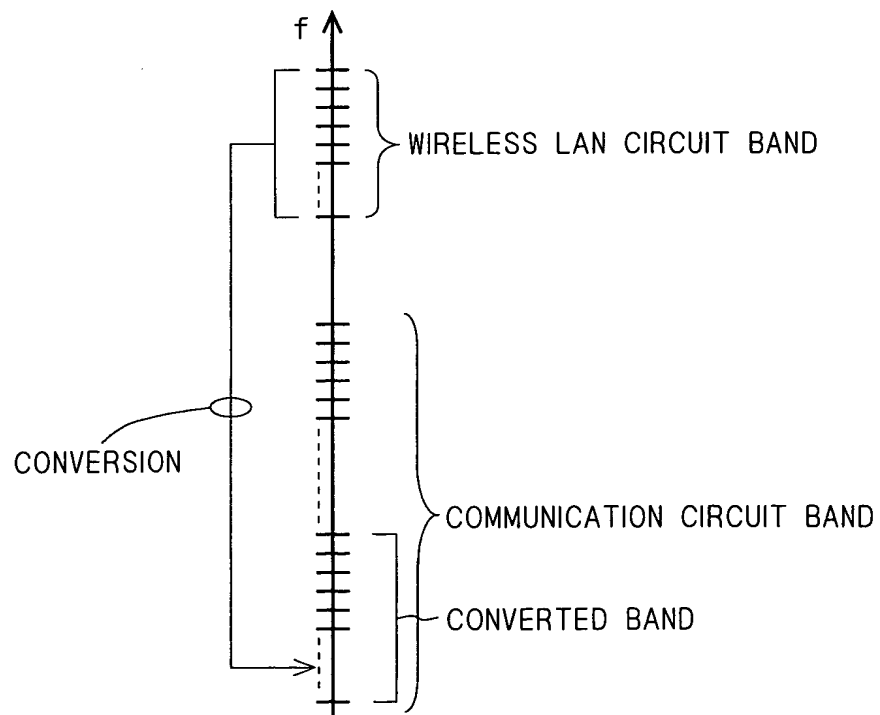 f
WIRELESS LAN CIRCUIT BAND
CONVERSION
COMMUNICATION CIRCUIT BAND
CONVERTED BAND